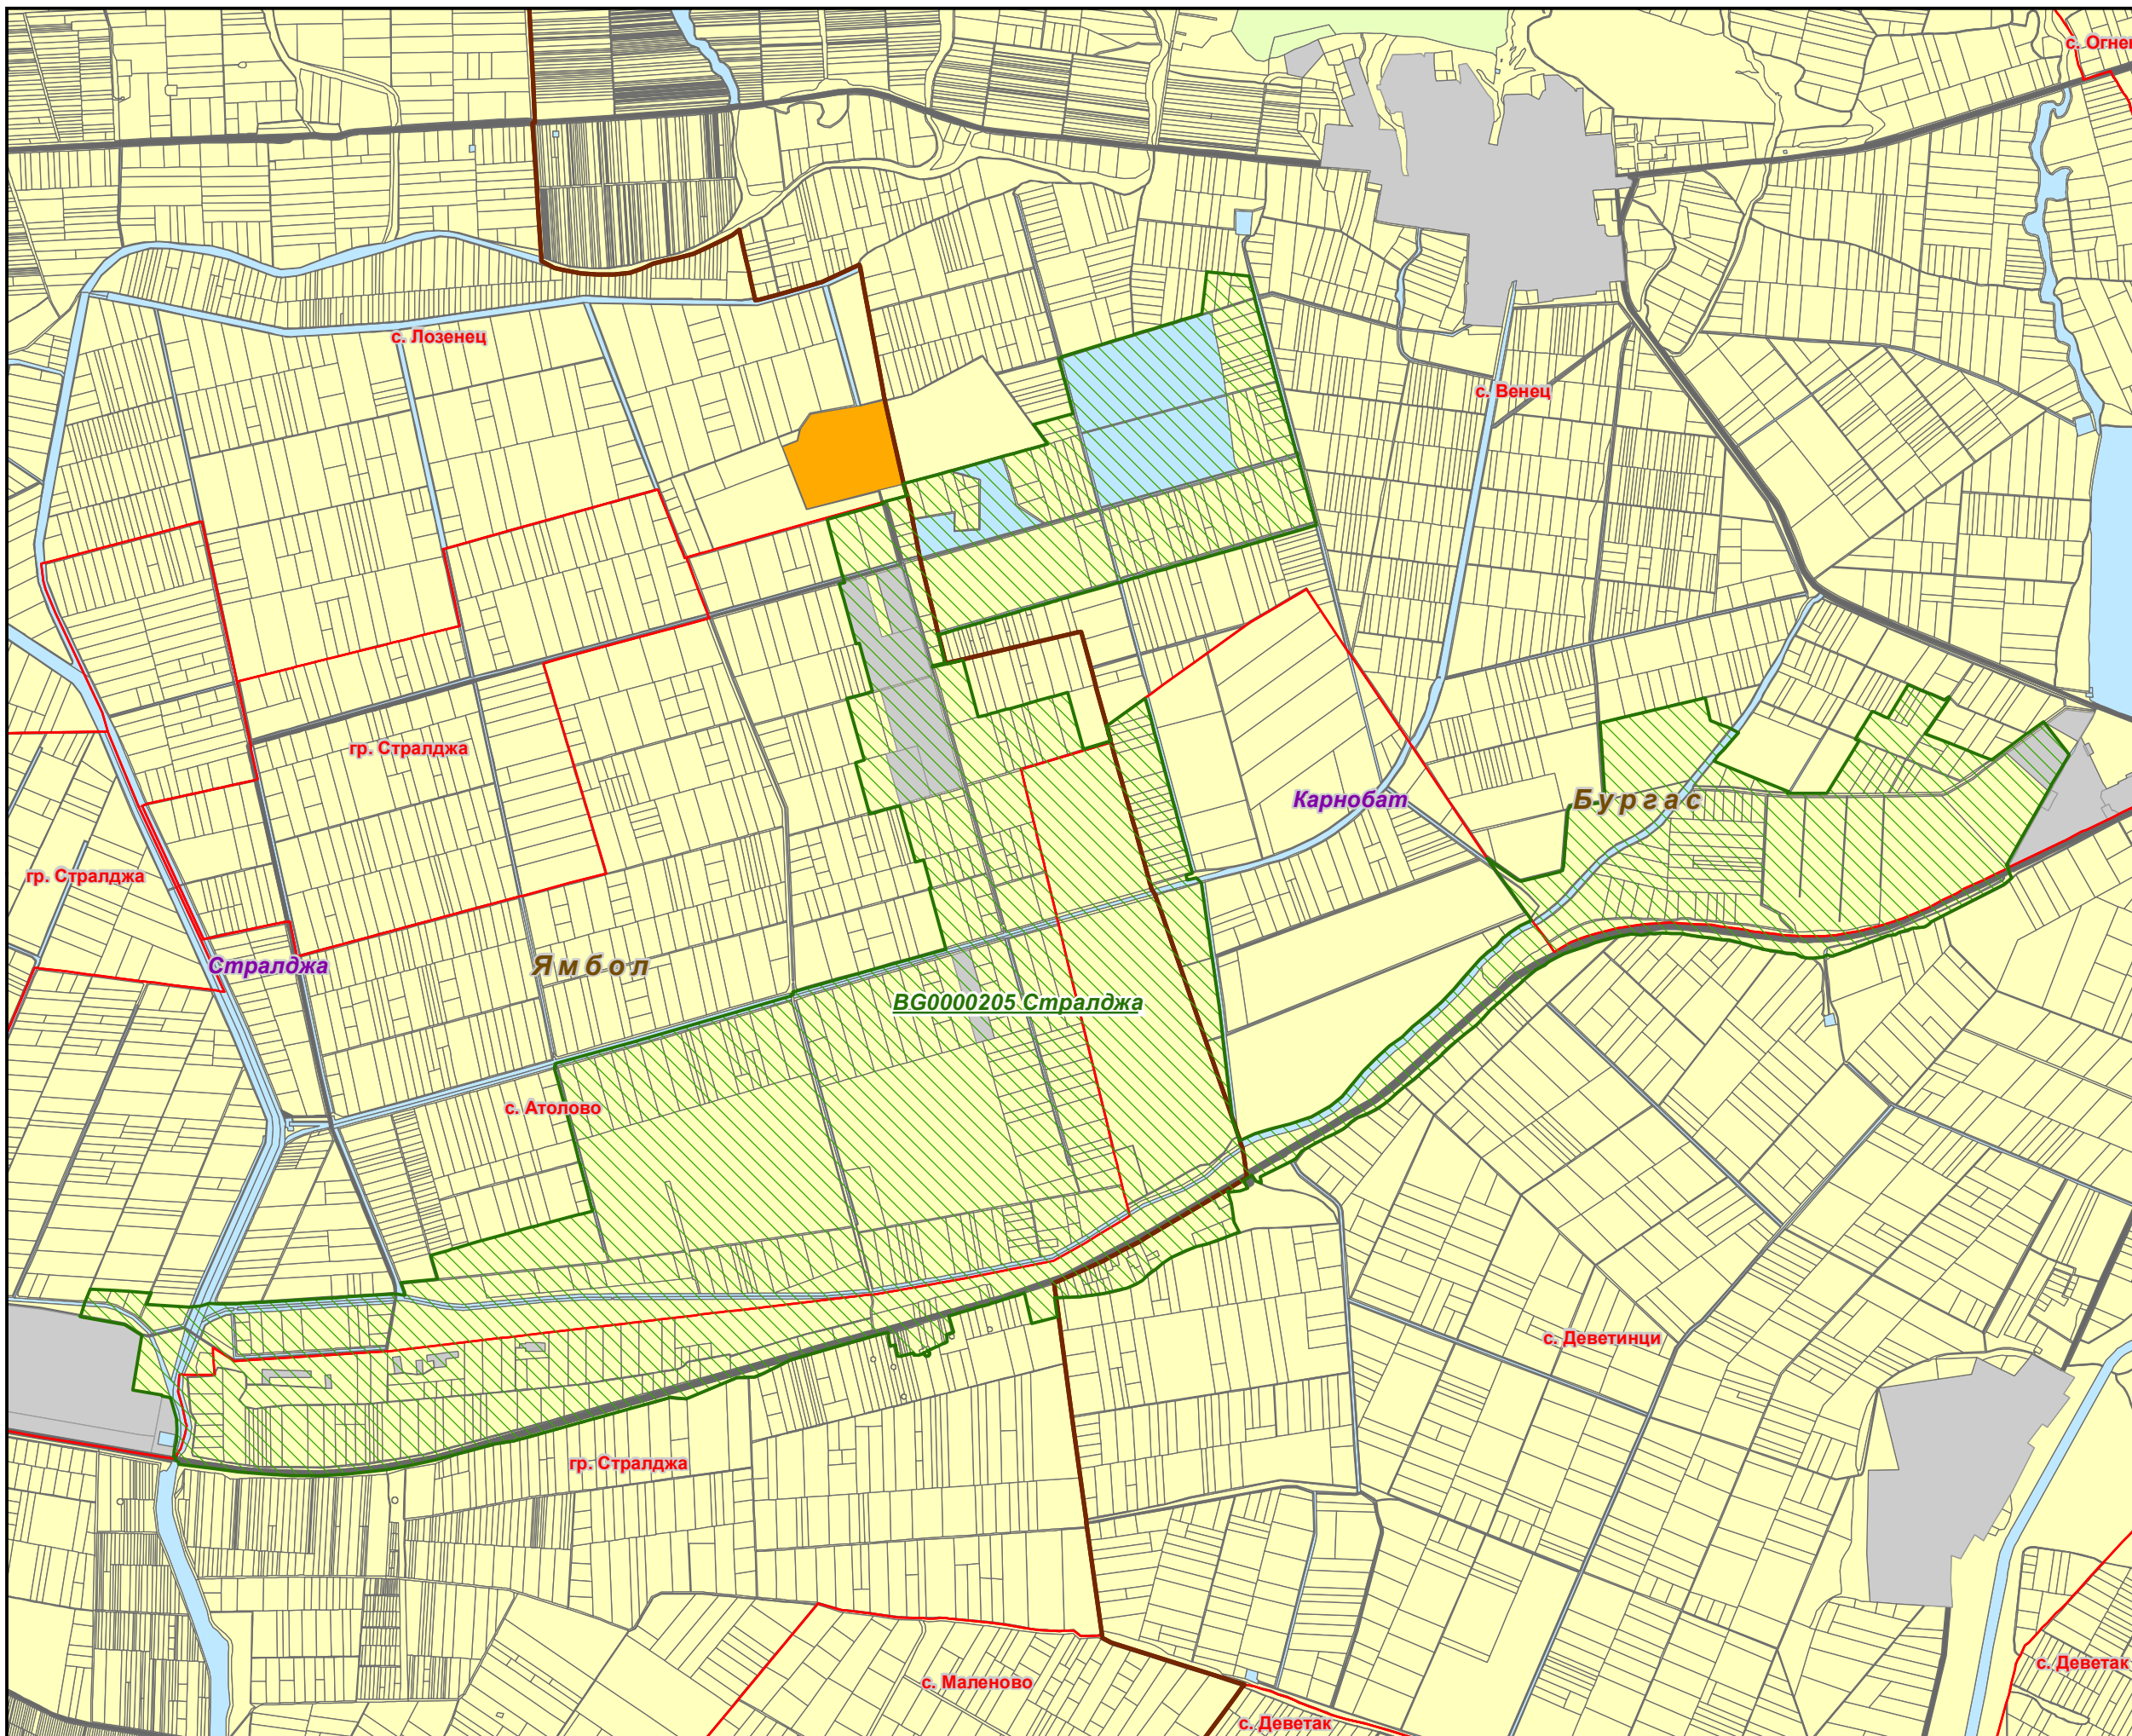 с. Огнен
с. Лозенец
с. Венец
гр. Стралджа
Карнобат
Бургас
гр. Стралджа
Стралджа
Ямбол
BG0000205 Стралджа
с. Атолово
с. Деветинци
гр. Стралджа
с. Деветак
с. Маленово
с. Деветак